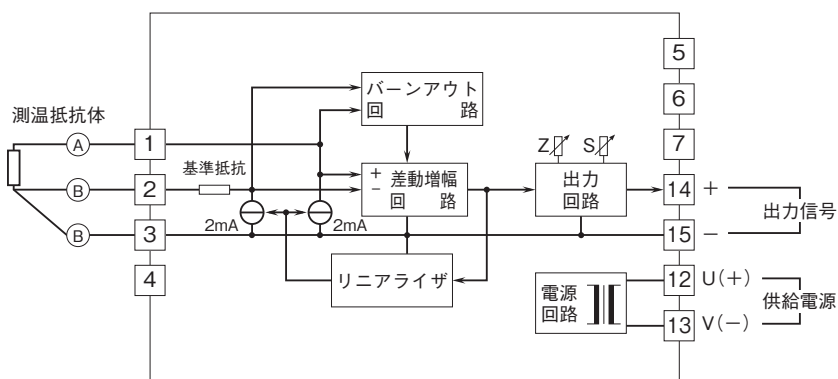 測温抵抗体
A
B
B
1
2
3
4
基準抵抗
バーンアウト
回 路
+
−
差動増幅
回 路
2mA
2mA
リニアライザ
Z
S
出力
回路
電源
回路
5
6
7
14
+
15
−
出力信号
12
U(+)
13
V(−)
供給電源